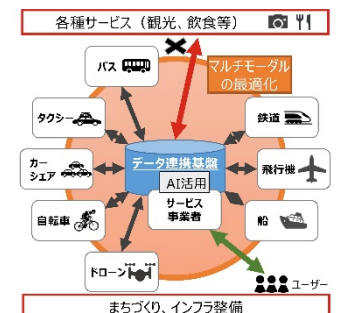 各種サービス（観光、飲食等）
バス
マルチモーダル
の最適化
タクシー
鉄道
カー
シェア
データ連携基盤
飛行機
AI活用
サービス
事業者
自転車
船
ドローン
ユーザー
まちづくり、インフラ整備